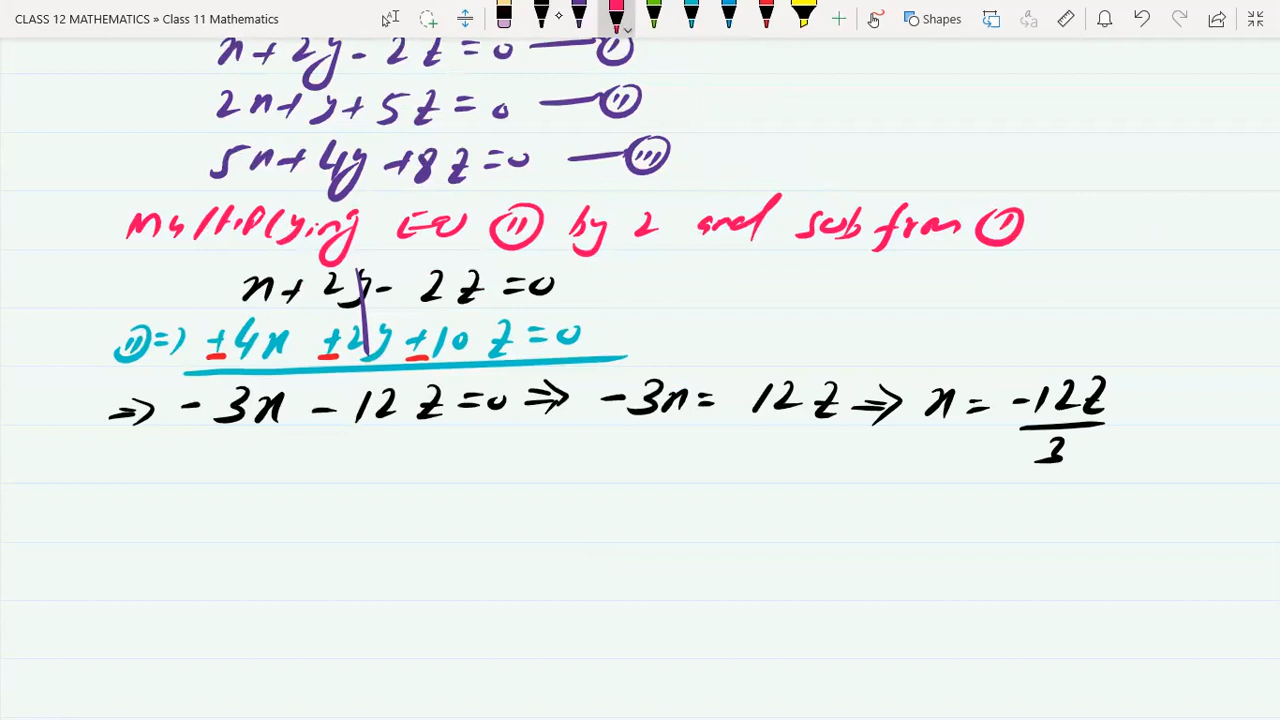 CLASS 12 MATHEMATICS » Class 11 Mathematics Shapes
x + 2y - 2z = 0 — (I)
2x + y + 5z = 0 — (II)
5x + 4y + 8z = 0 — (III)
Multiplying EQ (II) by 2 and sub from (I)
x + 2y - 2z = 0
(II) => ±4x ±2y ±10z = 0
=> -3x - 12z = 0 => -3x = 12z => x = -12z/3